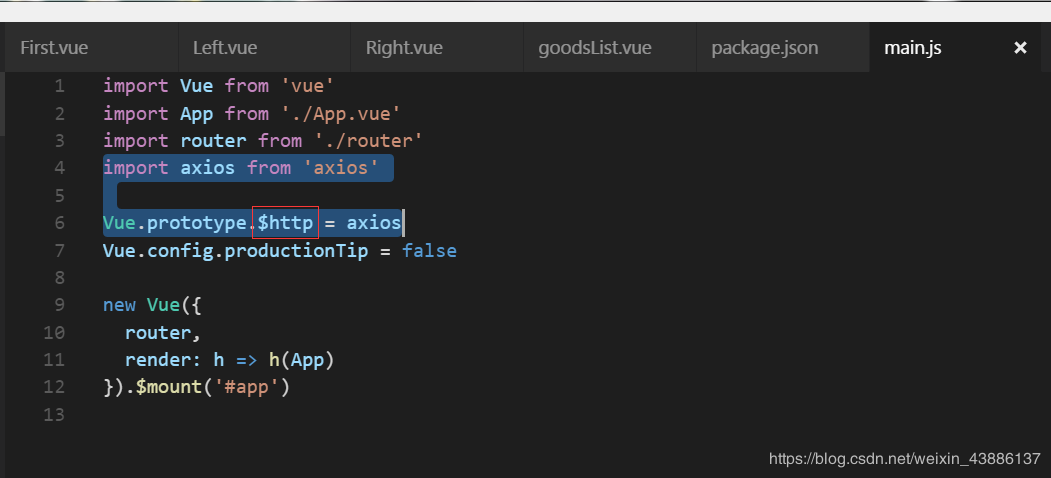 First.vue Left.vue Right.vue goodsList.vue package.json main.js ×
1 import Vue from 'vue'
2 import App from './App.vue'
3 import router from './router'
4 import axios from 'axios'
5
6 Vue.prototype.$http = axios
7 Vue.config.productionTip = false
8
9 new Vue({
10   router,
11   render: h => h(App)
12 }).$mount('#app')
13
https://blog.csdn.net/weixin_43886137